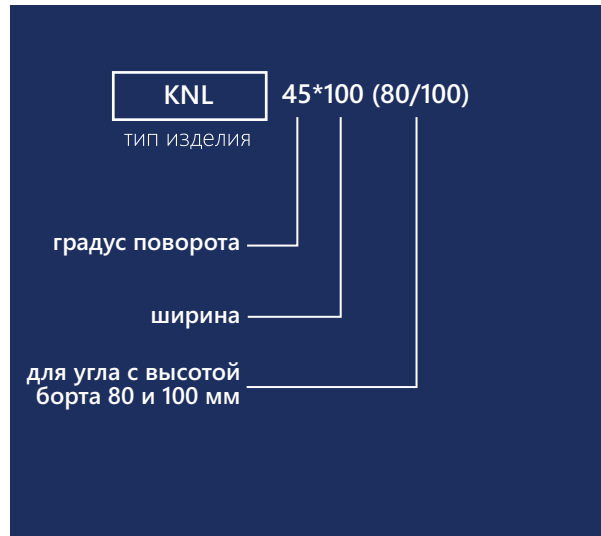 KNL 45*100 (80/100)
тип изделия
градус поворота
ширина
для угла с высотой
борта 80 и 100 мм